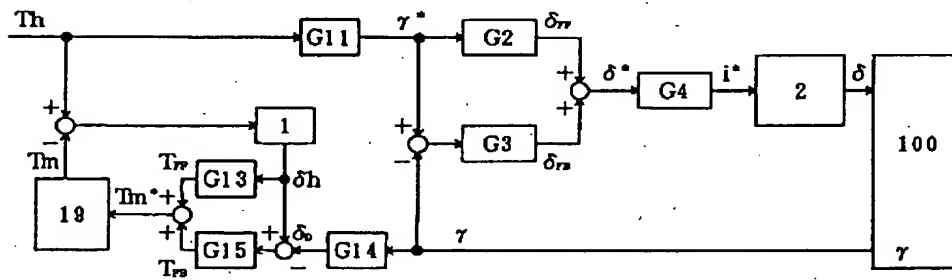 Th
G11
γ*
G2
δFF
δ*
G4
i*
2
δ
100
+
+
+
-
1
+
-
G3
δFB
Tm
TFF
G13
δh
19
Tm*
+
+
TFB
G15
+
δD
-
G14
γ
γ